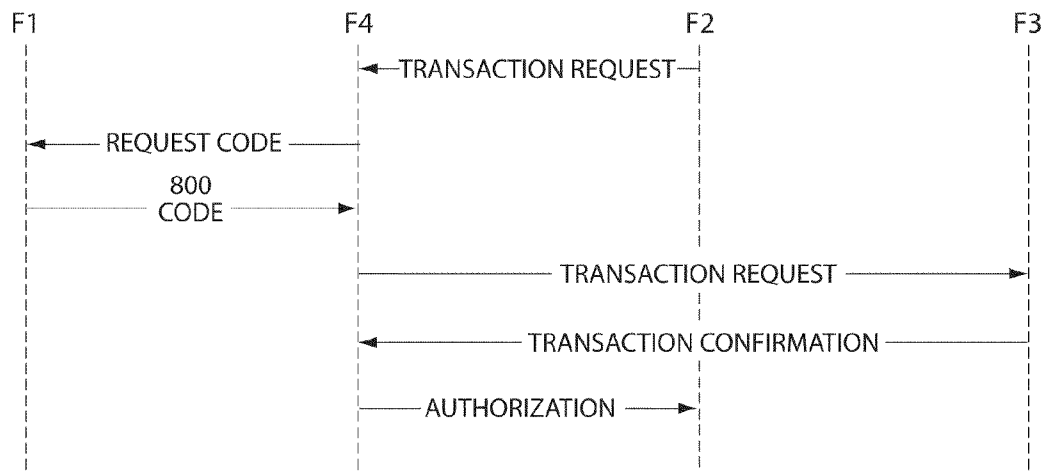 F1 F4 F2 F3
TRANSACTION REQUEST
REQUEST CODE
800
CODE
TRANSACTION REQUEST
TRANSACTION CONFIRMATION
AUTHORIZATION